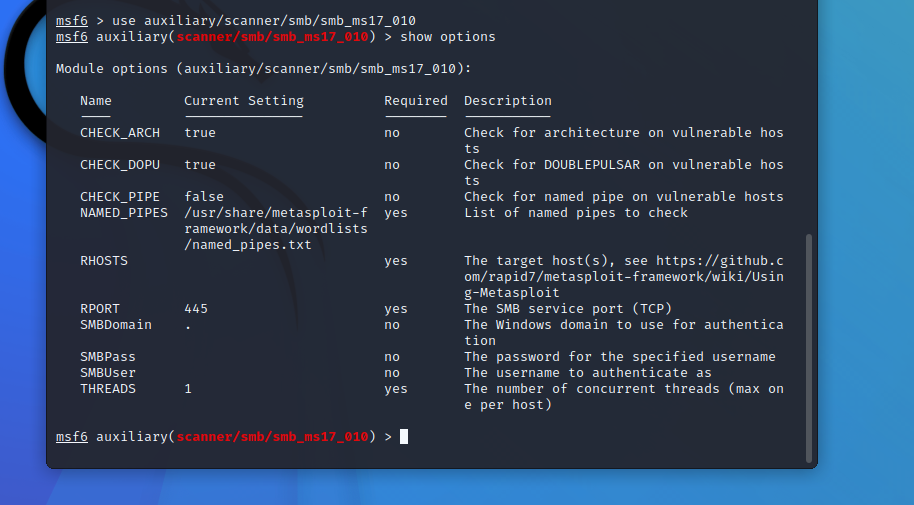 msf6 > use auxiliary/scanner/smb/smb_ms17_010
msf6 auxiliary(scanner/smb/smb_ms17_010) > show options
Module options (auxiliary/scanner/smb/smb_ms17_010):
Name Current Setting Required Description
CHECK_ARCH true no Check for architecture on vulnerable hos
ts
CHECK_DOPU true no Check for DOUBLEPULSAR on vulnerable hos
ts
CHECK_PIPE false no Check for named pipe on vulnerable hosts
NAMED_PIPES /usr/share/metasploit-f yes List of named pipes to check
ramework/data/wordlists
/named_pipes.txt
RHOSTS yes The target host(s), see https://github.c
om/rapid7/metasploit-framework/wiki/Usin
g-Metasploit
RPORT 445 yes The SMB service port (TCP)
SMBDomain . no The Windows domain to use for authentica
tion
SMBPass no The password for the specified username
SMBUser no The username to authenticate as
THREADS 1 yes The number of concurrent threads (max on
e per host)
msf6 auxiliary(scanner/smb/smb_ms17_010) >